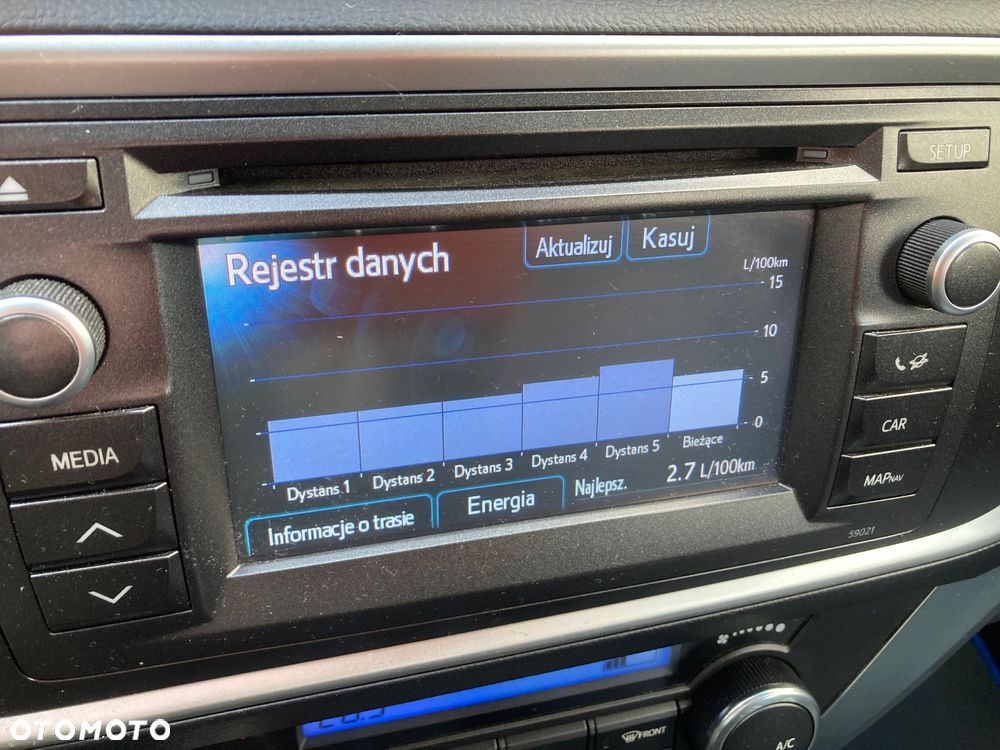 SETUP
Rejestr danych
Aktualizuj
Kasuj
L/100km
15
10
5
0
Dystans 1
Dystans 2
Dystans 3
Dystans 4
Dystans 5
Bieżące
Informacje o trasie
Energia
Najlepsz.
2.7 L/100km
MEDIA
CAR
MAPNAV
59021
FRONT
A/C
OTOMOTO